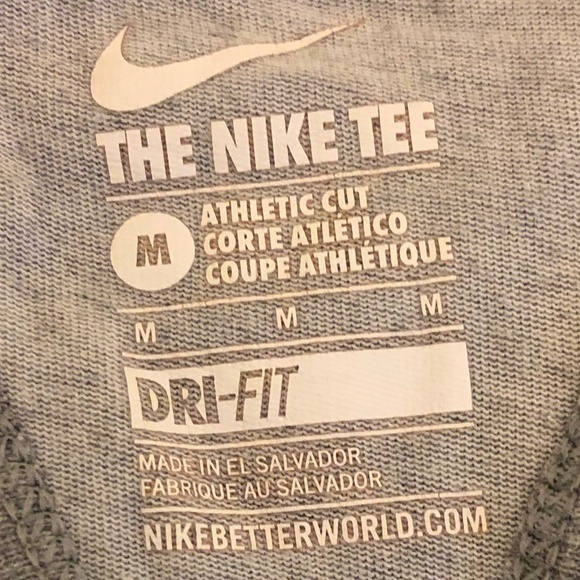 THE NIKE TEE
M
ATHLETIC CUT
CORTE ATLÉTICO
COUPE ATHLÉTIQUE
M M M
DRI-FIT
MADE IN EL SALVADOR
FABRIQUE AU SALVADOR
NIKEBETTERWORLD.COM